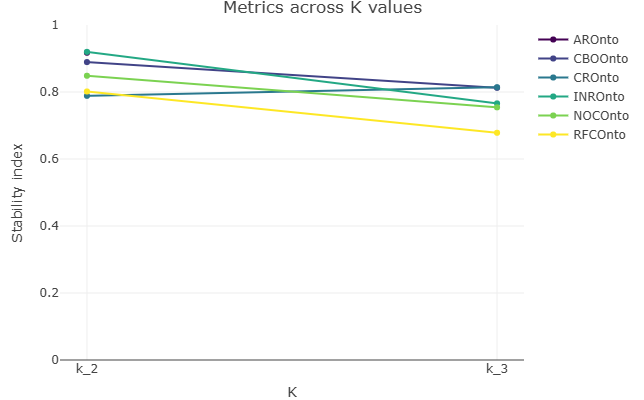 Metrics across K values
1
0.8
0.6
0.4
0.2
0
Stability index
k_2
k_3
K
AROnto
CBOOnto
CROnto
INROnto
NOCOnto
RFCOnto